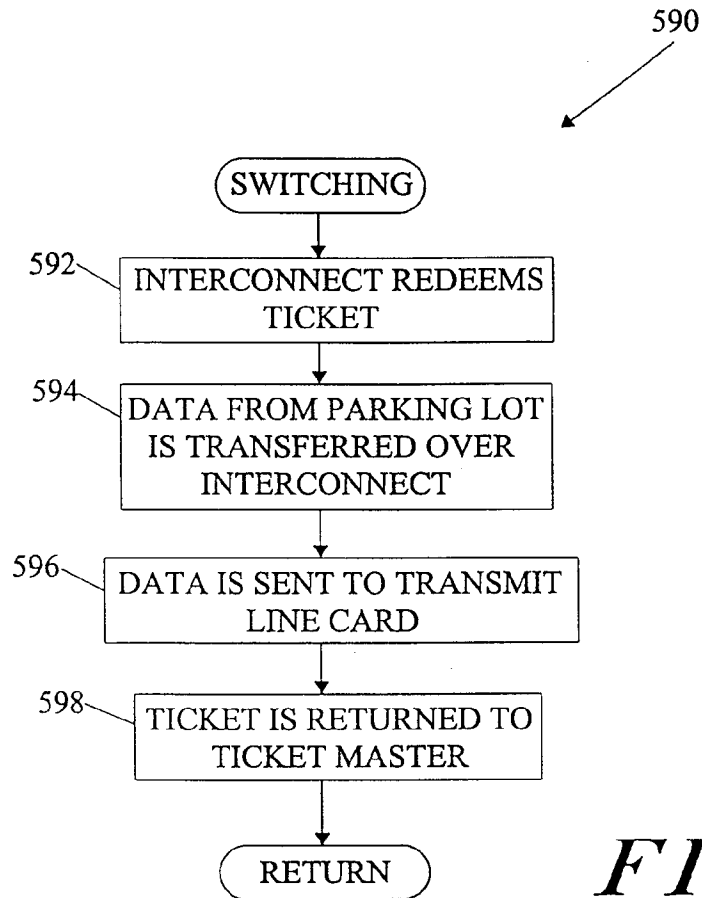 590
SWITCHING
592
INTERCONNECT REDEEMS
TICKET
594
DATA FROM PARKING LOT
IS TRANSFERRED OVER
INTERCONNECT
596
DATA IS SENT TO TRANSMIT
LINE CARD
598
TICKET IS RETURNED TO
TICKET MASTER
RETURN
FI